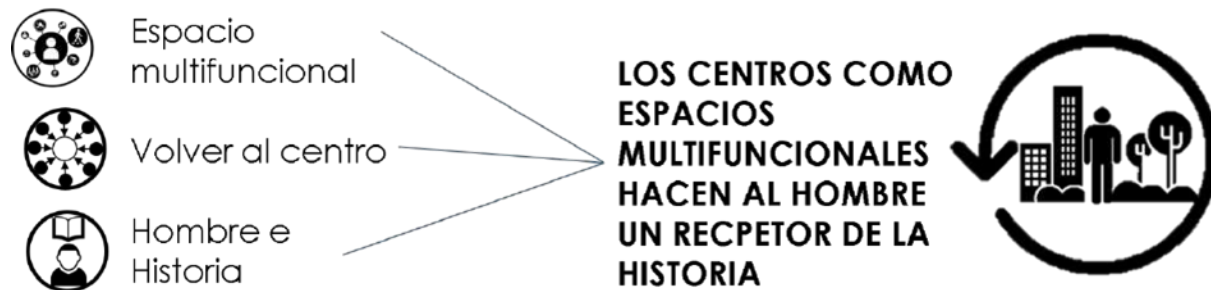 Espacio
multifuncional
Volver al centro
Hombre e
Historia
LOS CENTROS COMO
ESPACIOS
MULTIFUNCIONALES
HACEN AL HOMBRE
UN RECPETOR DE LA
HISTORIA